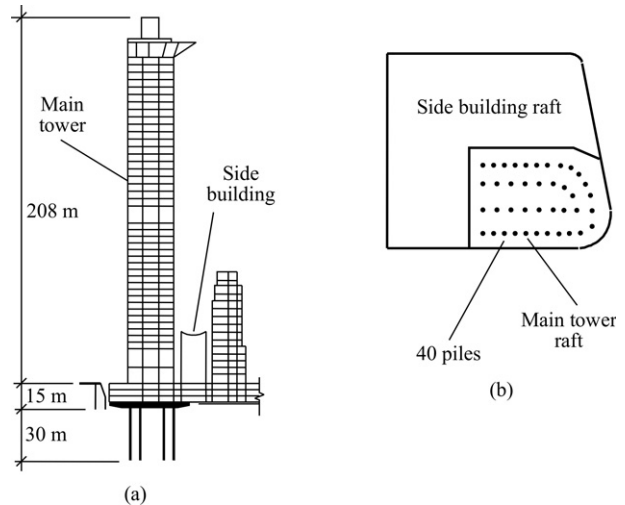 Main
tower
208 m
Side
building
15 m
30 m
(a)
Side building raft
40 piles
Main tower
raft
(b)